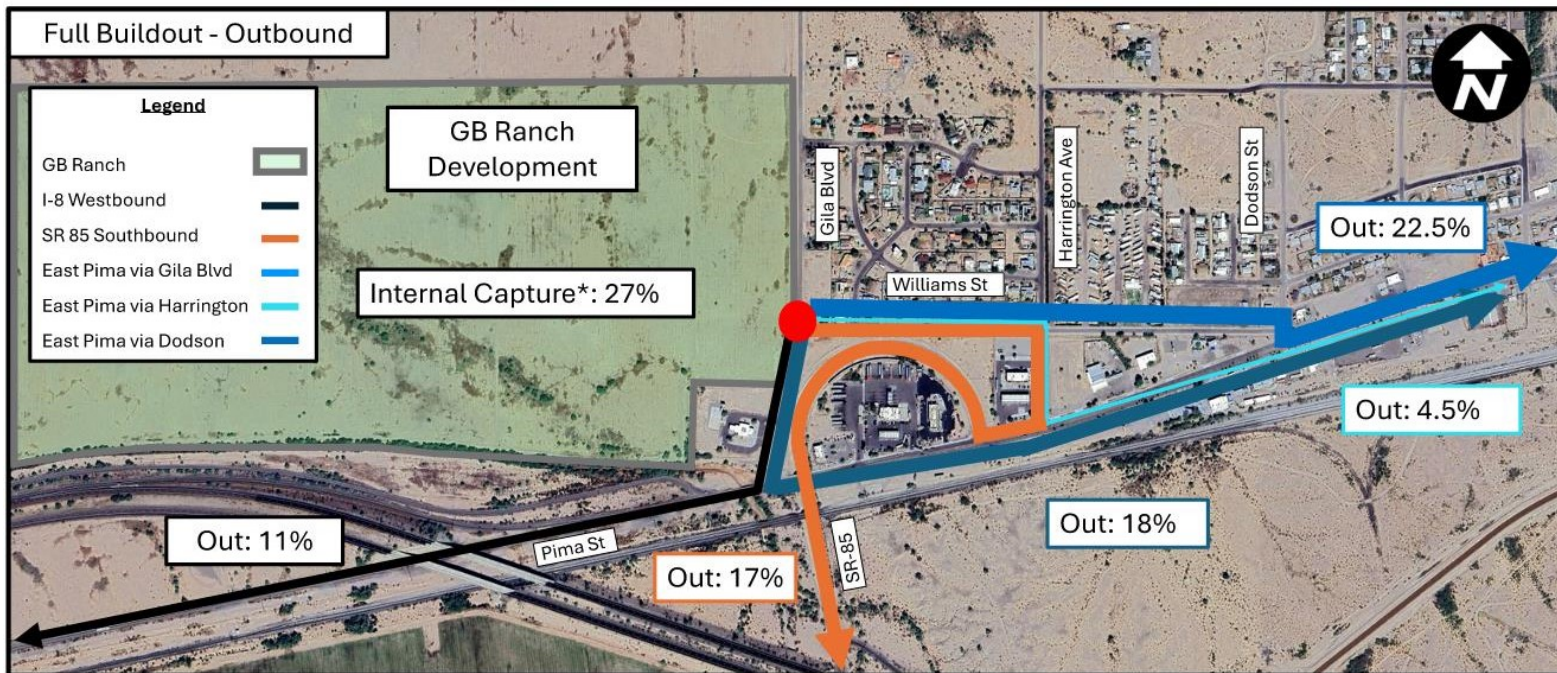 Full Buildout - Outbound
Legend
GB Ranch
I-8 Westbound
SR 85 Southbound
East Pima via Gila Blvd
East Pima via Harrington
East Pima via Dodson
GB Ranch
Development
Internal Capture*: 27%
Gila Blvd
Harrington Ave
Dodson St
N
Out: 22.5%
Williams St
Out: 4.5%
Out: 18%
Out: 11%
Pima St
Out: 17%
SR-85